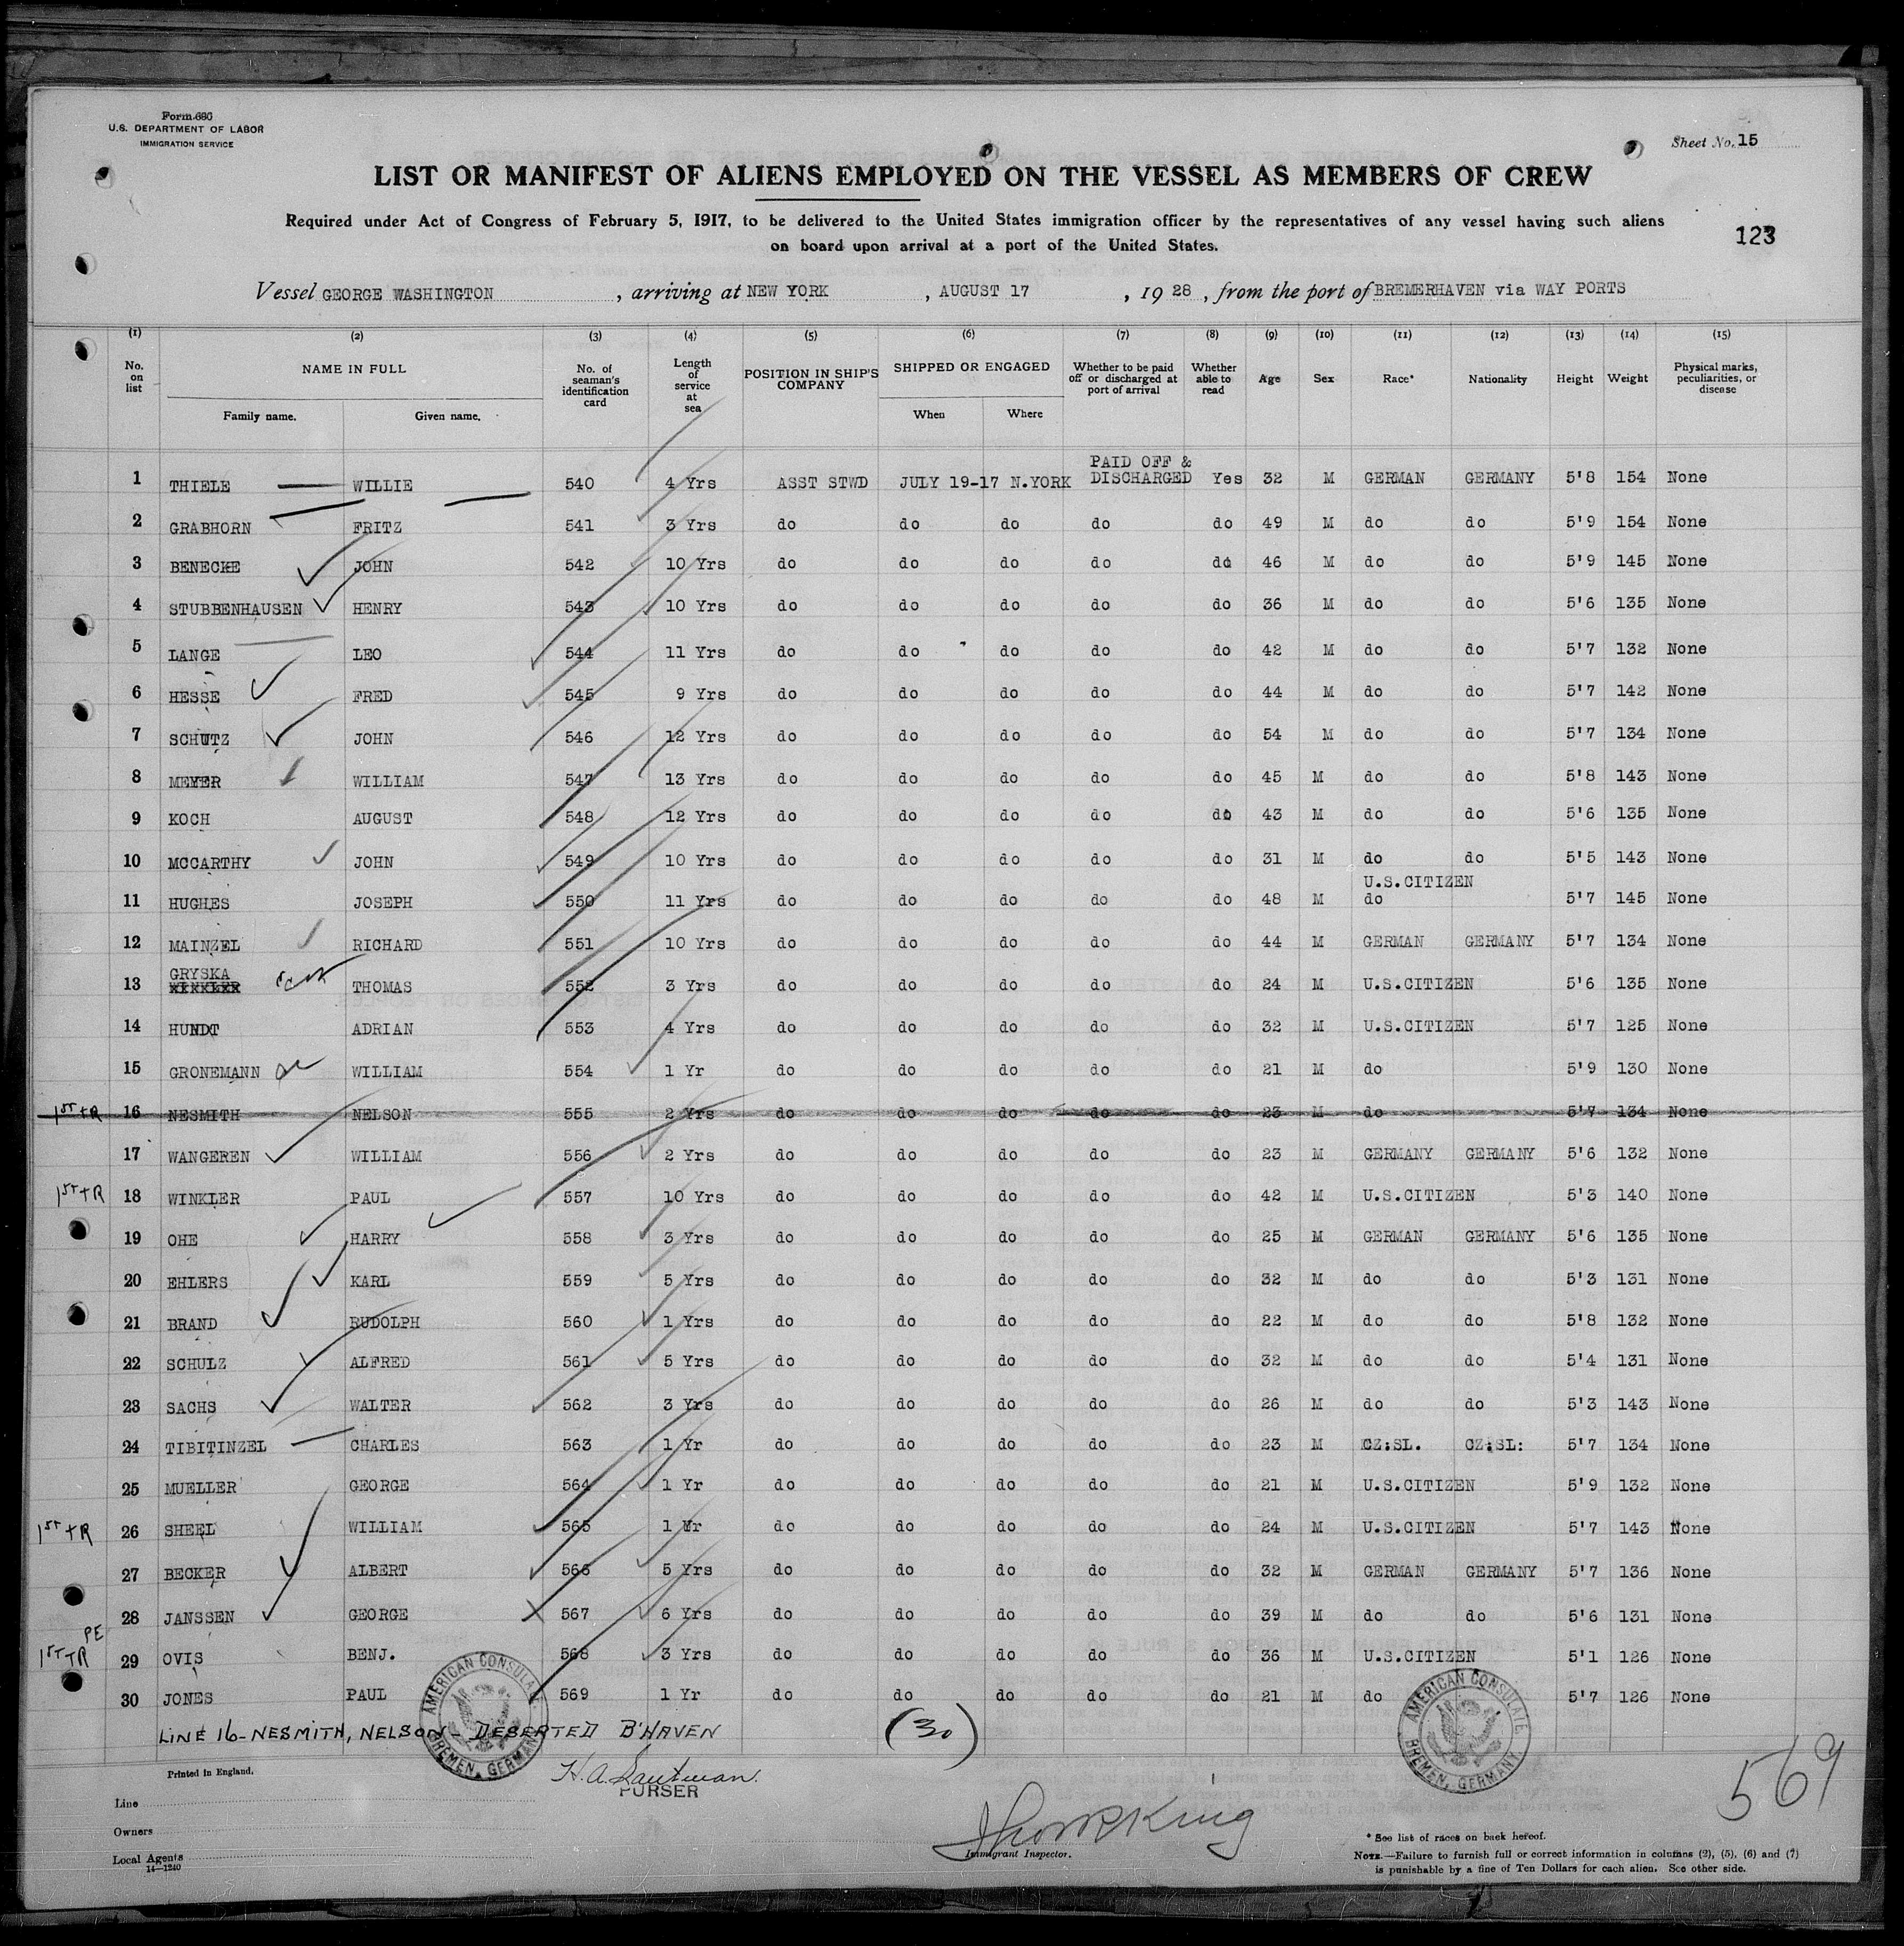 Form 680
U.S. DEPARTMENT OF LABOR
IMMIGRATION SERVICE
Sheet No. 15
LIST OR MANIFEST OF ALIENS EMPLOYED ON THE VESSEL AS MEMBERS OF CREW
Required under Act of Congress of February 5, 1917, to be delivered to the United States immigration officer by the representatives of any vessel having such aliens
on board upon arrival at a port of the United States.
123
Vessel GEORGE WASHINGTON, arriving at NEW YORK, AUGUST 17, 1928, from the port of BREMERHAVEN via WAY PORTS
(1) (2) (3) (4) (5) (6) (7) (8) (9) (10) (11) (12) (13) (14) (15)
No. on list NAME IN FULL Family name. Given name. No. of seaman's identification card Length of service at sea POSITION IN SHIP'S COMPANY SHIPPED OR ENGAGED When Where Whether to be paid off or discharged at port of arrival Whether able to read Age Sex Race* Nationality Height Weight Physical marks, peculiarities, or disease
1 THIELE WILLIE 540 4 Yrs ASST STWD JULY 19-17 N.YORK PAID OFF & DISCHARGED Yes 32 M GERMAN GERMANY 5'8 154 None
2 GRABHORN FRITZ 541 3 Yrs do do do do do 49 M do do 5'9 154 None
3 BENECKE JOHN 542 10 Yrs do do do do do 46 M do do 5'9 145 None
4 STUBBENHAUSEN HENRY 543 10 Yrs do do do do do 36 M do do 5'6 135 None
5 LANGE LEO 544 11 Yrs do do do do do 42 M do do 5'7 132 None
6 HESSE FRED 545 9 Yrs do do do do do 44 M do do 5'7 142 None
7 SCHUTZ JOHN 546 12 Yrs do do do do do 54 M do do 5'7 134 None
8 MEYER WILLIAM 547 13 Yrs do do do do do 45 M do do 5'8 143 None
9 KOCH AUGUST 548 12 Yrs do do do do do 43 M do do 5'6 135 None
10 MCCARTHY JOHN 549 10 Yrs do do do do do 31 M do do 5'5 143 None
11 HUGHES JOSEPH 550 11 Yrs do do do do do 48 M U.S.CITIZEN do 5'7 145 None
12 MAINZEL RICHARD 551 10 Yrs do do do do do 44 M GERMAN GERMANY 5'7 134 None
13 GRYSKA THOMAS 552 3 Yrs do do do do do 24 M U.S.CITIZEN 5'6 135 None
14 HUNDT ADRIAN 553 4 Yrs do do do do do 32 M U.S.CITIZEN 5'7 125 None
15 GRONEMANN WILLIAM 554 1 Yr do do do do do 21 M do 5'9 130 None
1ST TR 16 NESMITH NELSON 555 2 Yrs do do do do do 23 M do 5'7 134 None
17 WANGEREN WILLIAM 556 2 Yrs do do do do do 23 M GERMANY GERMANY 5'6 132 None
1ST TR 18 WINKLER PAUL 557 10 Yrs do do do do do 42 M U.S.CITIZEN 5'3 140 None
19 OHE HARRY 558 3 Yrs do do do do do 25 M GERMAN GERMANY 5'6 135 None
20 EHLERS KARL 559 5 Yrs do do do do do 32 M do do 5'3 131 None
21 BRAND RUDOLPH 560 1 Yrs do do do do do 22 M do do 5'8 132 None
22 SCHULZ ALFRED 561 5 Yrs do do do do do 32 M do do 5'4 131 None
23 SACHS WALTER 562 3 Yrs do do do do do 26 M do do 5'3 143 None
24 TIBITINZEL CHARLES 563 1 Yr do do do do do 23 M CZ:SL. CZ:SL: 5'7 134 None
25 MUELLER GEORGE 564 1 Yr do do do do do 21 M U.S.CITIZEN 5'9 132 None
1ST TR 26 SHEEL WILLIAM 565 1 Yr do do do do do 24 M U.S.CITIZEN 5'7 143 None
27 BECKER ALBERT 566 5 Yrs do do do do do 32 M GERMAN GERMANY 5'7 136 None
28 JANSSEN GEORGE 567 6 Yrs do do do do do 39 M do do 5'6 131 None
PE
1ST TR 29 OVIS BENJ. 568 3 Yrs do do do do do 36 M U.S.CITIZEN 5'1 126 None
30 JONES PAUL 569 1 Yr do do do do do 21 M do 5'7 126 None
LINE 16-NESMITH, NELSON - DESERTED B'HAVEN (30)
AMERICAN CONSULATE BREMEN, GERMANY
AMERICAN CONSULATE BREMEN, GERMANY
Printed in England.
PURSER
569
Line
Owners
Local Agents
14-1240
Immigrant Inspector.
* See list of races on back hereof.
NOTE.—Failure to furnish full or correct information in columns (2), (5), (6) and (7)
is punishable by a fine of Ten Dollars for each alien. See other side.